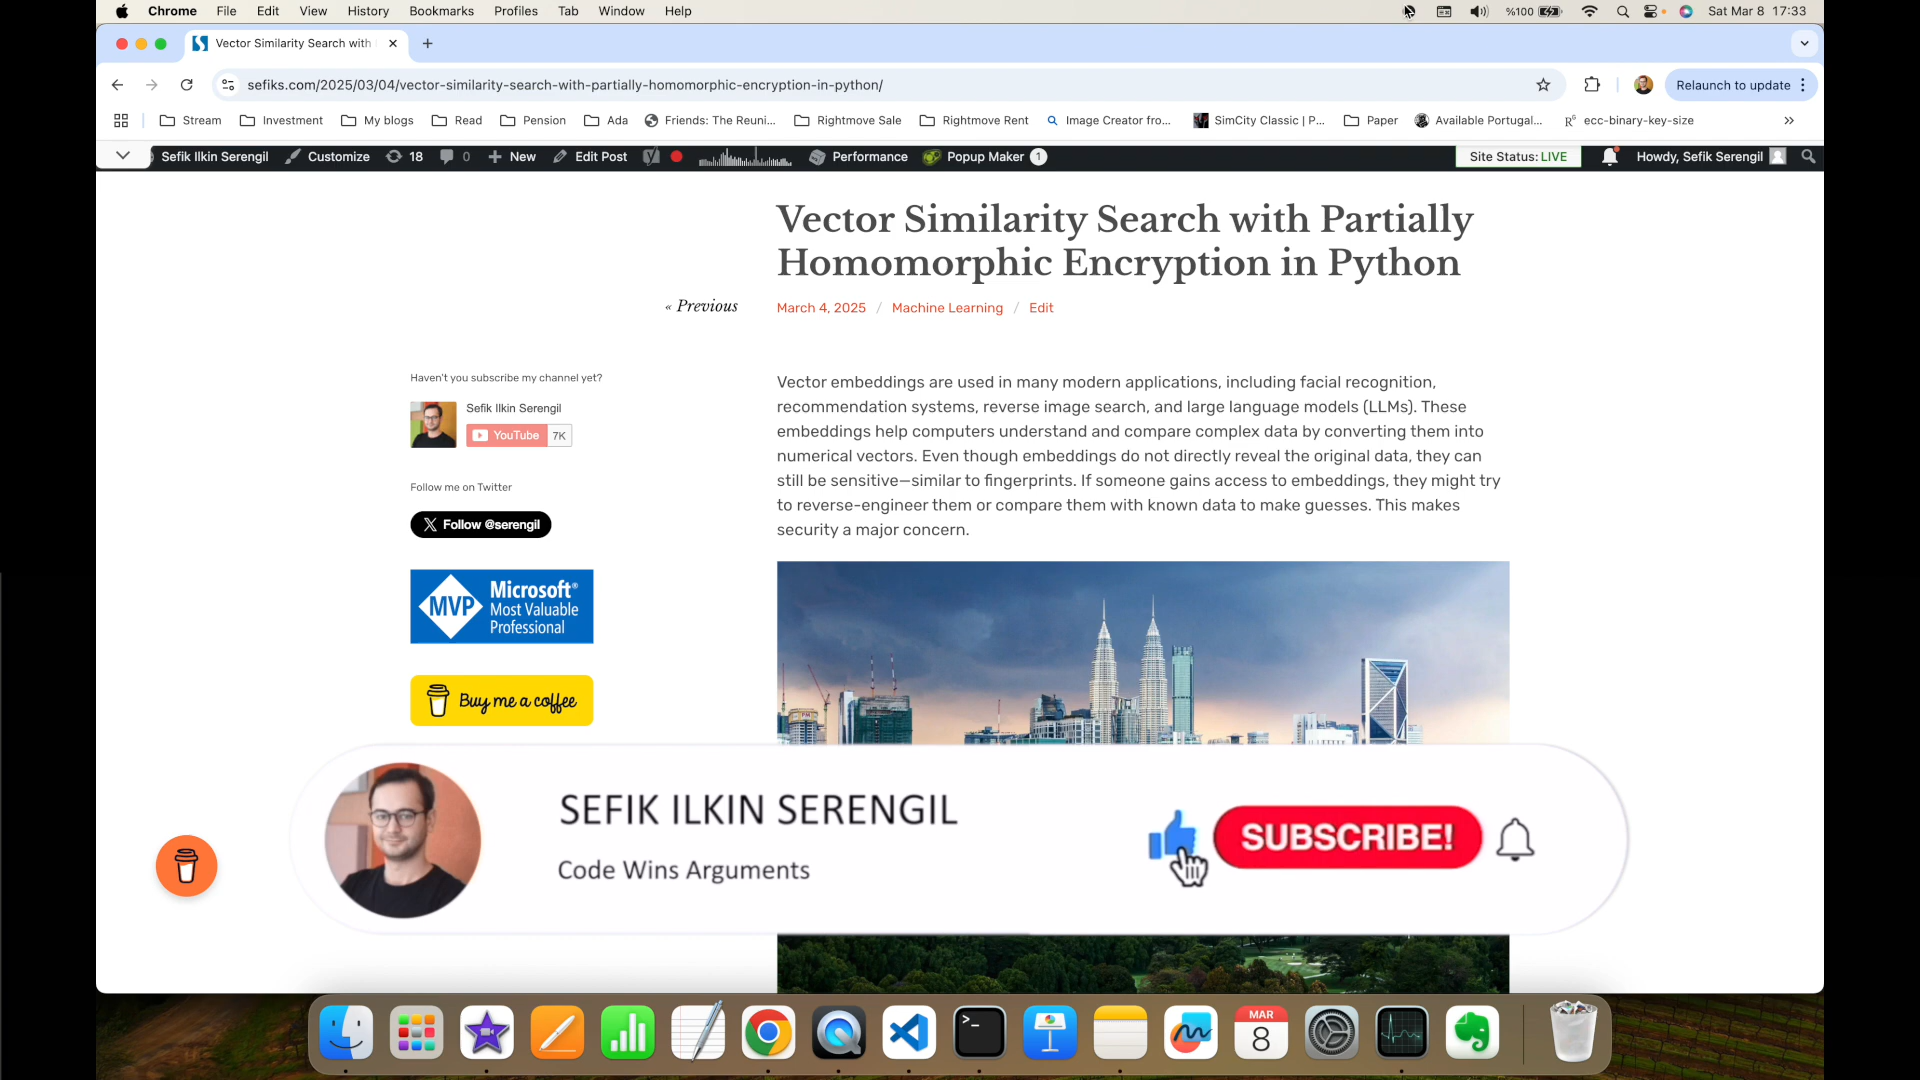 Chrome File Edit View History Bookmarks Profiles Tab Window Help %100 Sat Mar 8 17:33
Vector Similarity Search with
sefiks.com/2025/03/04/vector-similarity-search-with-partially-homomorphic-encryption-in-python/ Relaunch to update
Stream Investment My blogs Read Pension Ada Friends: The Reuni... Rightmove Sale Rightmove Rent Image Creator fro... SimCity Classic | P... Paper Available Portugal... R⁶ ecc-binary-key-size »
Sefik Ilkin Serengil Customize 18 0 New Edit Post Performance Popup Maker 1 Site Status: LIVE Howdy, Sefik Serengil
Vector Similarity Search with Partially
Homomorphic Encryption in Python
« Previous
March 4, 2025 / Machine Learning / Edit
Haven't you subscribe my channel yet?
Sefik Ilkin Serengil
YouTube 7K
Follow me on Twitter
Follow @serengil
MVP
Microsoft®
Most Valuable
Professional
Buy me a coffee
Vector embeddings are used in many modern applications, including facial recognition,
recommendation systems, reverse image search, and large language models (LLMs). These
embeddings help computers understand and compare complex data by converting them into
numerical vectors. Even though embeddings do not directly reveal the original data, they can
still be sensitive—similar to fingerprints. If someone gains access to embeddings, they might try
to reverse-engineer them or compare them with known data to make guesses. This makes
security a major concern.
SEFIK ILKIN SERENGIL
Code Wins Arguments
SUBSCRIBE!
MAR
8